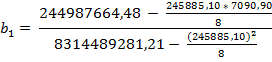 b₁ = (244987664,48 − (245885,10 * 7090,90)/8) / (8314489281,21 − (245885,10)²/8)